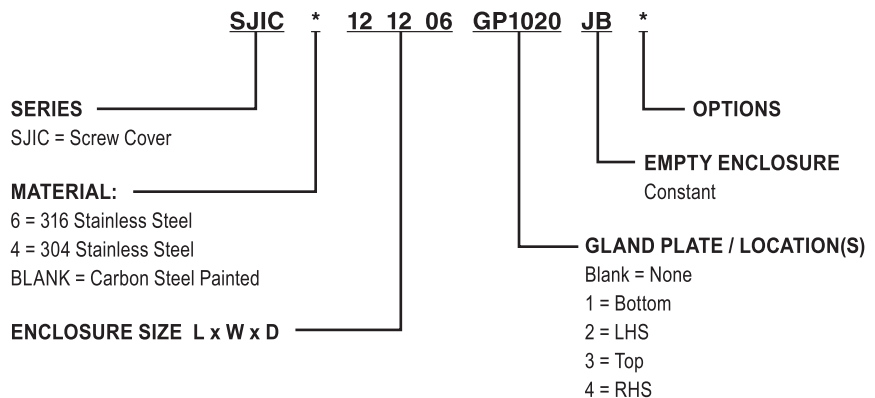 SJIC * 12 12 06 GP1020 JB *
SERIES
SJIC = Screw Cover
MATERIAL:
6 = 316 Stainless Steel
4 = 304 Stainless Steel
BLANK = Carbon Steel Painted
ENCLOSURE SIZE L x W x D
OPTIONS
EMPTY ENCLOSURE
Constant
GLAND PLATE / LOCATION(S)
Blank = None
1 = Bottom
2 = LHS
3 = Top
4 = RHS